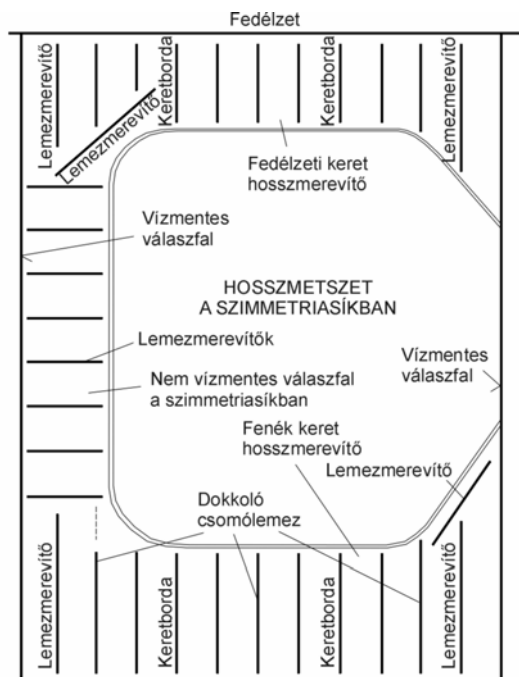 Fedélzet
Lemezmerevítő
Lemezmerevítő
Keretborda
Keretborda
Lemezmerevítő
Fedélzeti keret
hosszmerevítő
Vízmentes
válaszfal
HOSSZMETSZET
A SZIMMETRIASÍKBAN
Lemezmerevítők
Vízmentes
válaszfal
Nem vízmentes válaszfal
a szimmetriasíkban
Fenék keret
hosszmerevítő
Lemezmerevítő
Dokkoló
csomólemez
Lemezmerevítő
Keretborda
Keretborda
Lemezmerevítő